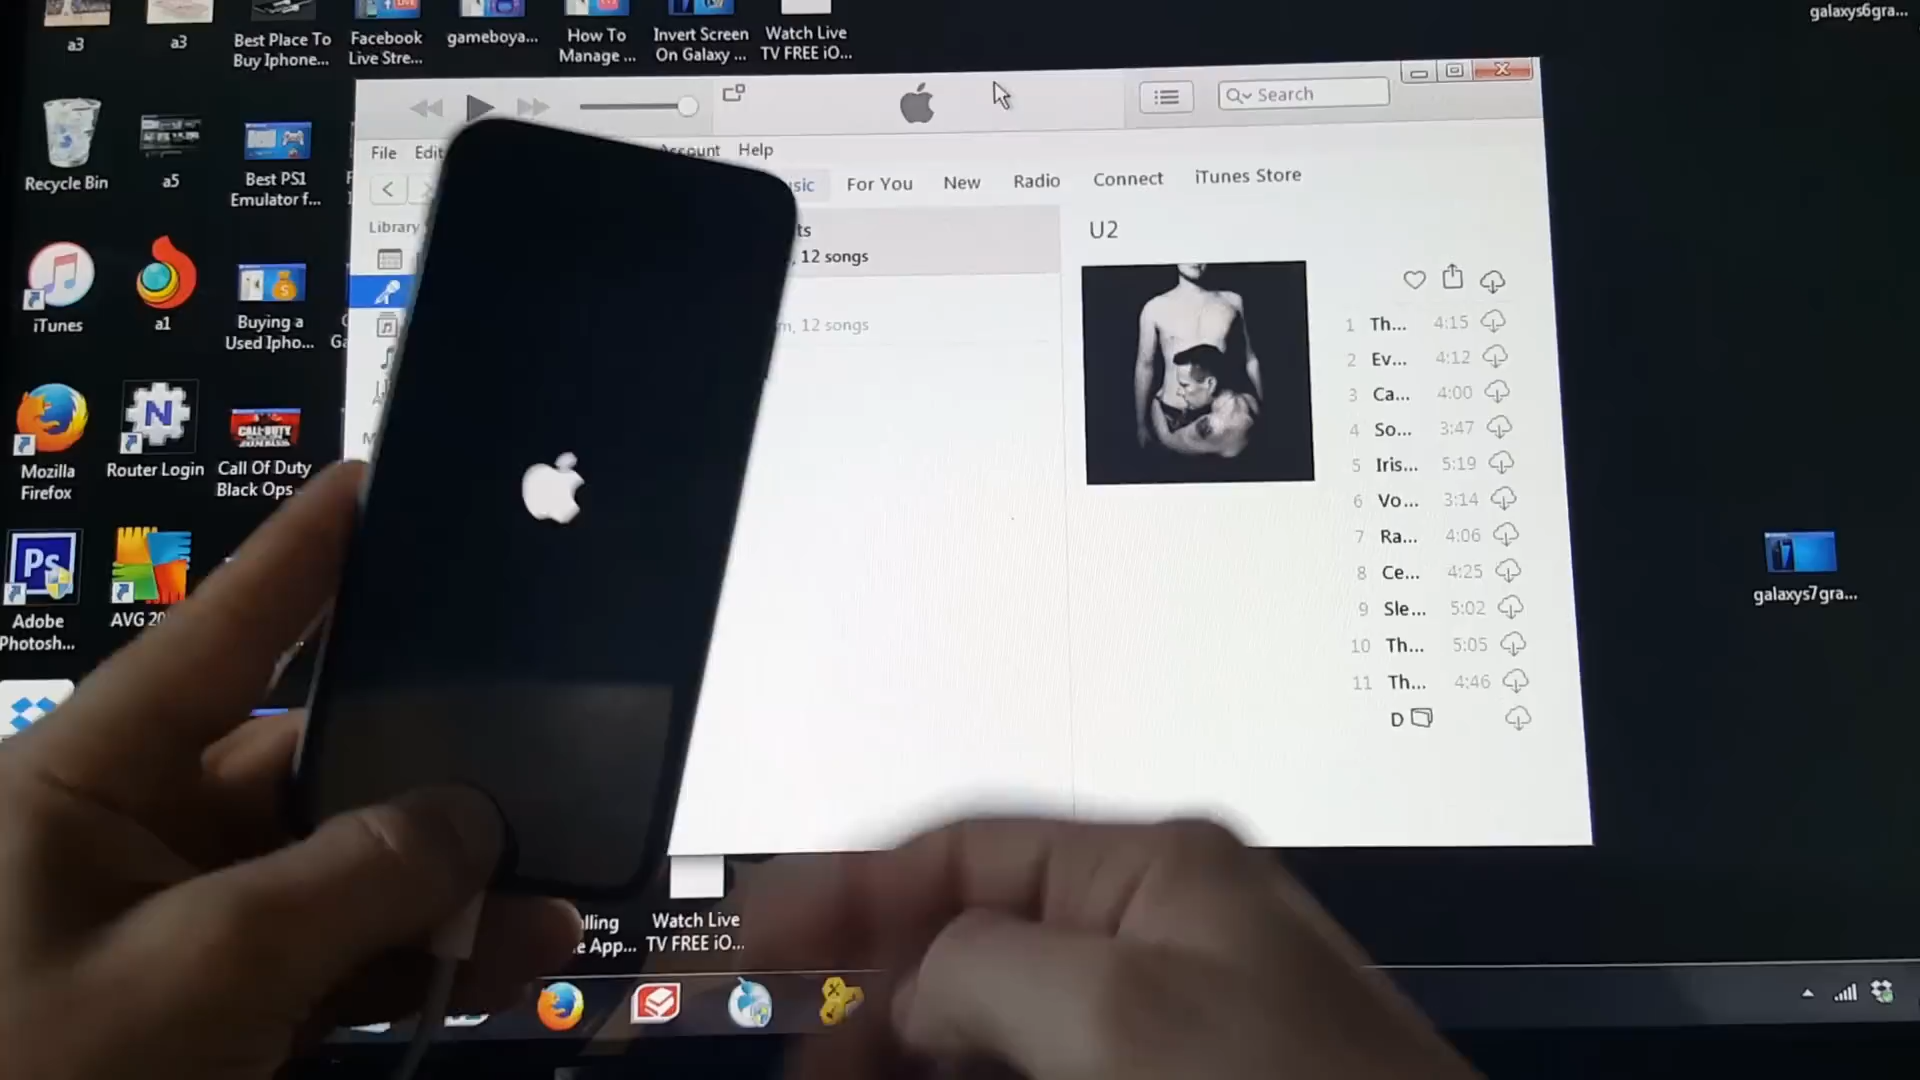 galaxys6gra...
a3
a3
Best Place To
Buy Iphone...
Facebook
Live Stre...
gameboya...
How To
Manage ...
Invert Screen
On Galaxy ...
Watch Live
TV FREE iO...
Search
File
Edit
Account
Help
Recycle Bin
a5
Best PS1
Emulator f...
For You
New
Radio
Connect
iTunes Store
Library
U2
, 12 songs
, 12 songs
iTunes
a1
Buying a
Used Ipho...
1 Th... 4:15
2 Ev... 4:12
3 Ca... 4:00
4 So... 3:47
5 Iris... 5:19
6 Vo... 3:14
7 Ra... 4:06
8 Ce... 4:25
9 Sle... 5:02
10 Th... 5:05
11 Th... 4:46
D
Mozilla
Firefox
N
Router Login
CALL OF DUTY
Call Of Duty
Black Ops...
Ps
Adobe
Photosh...
AVG 20
galaxys7gra...
Watch Live
TV FREE iO...